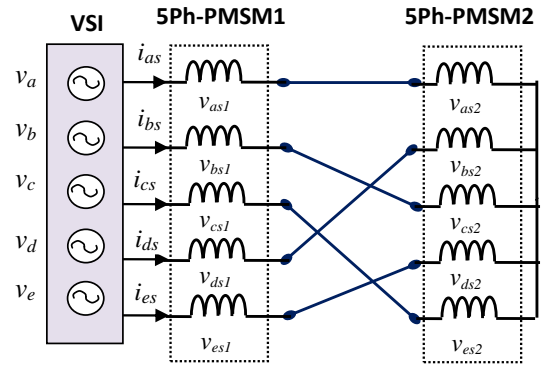 VSI 5Ph-PMSM1 5Ph-PMSM2
v_a i_as v_as1 v_as2
v_b i_bs v_bs1 v_bs2
v_c i_cs v_cs1 v_cs2
v_d i_ds v_ds1 v_ds2
v_e i_es v_es1 v_es2